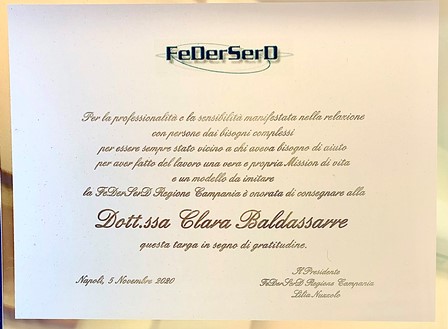 FeDerSerD
Per la professionalità e la sensibilità manifestata nella relazione
con persone dai bisogni complessi
per essere sempre stato vicino a chi aveva bisogno di aiuto
per aver fatto del lavoro una vera e propria Mission di vita
e un modello da imitare
la FeDerSerD Regione Campania è onorata di consegnare alla
Dott.ssa Clara Baldassarre
questa targa in segno di gratitudine.
Napoli, 5 Novembre 2020
Il Presidente
FeDerSerD Regione Campania
Lilia Nuzzolo